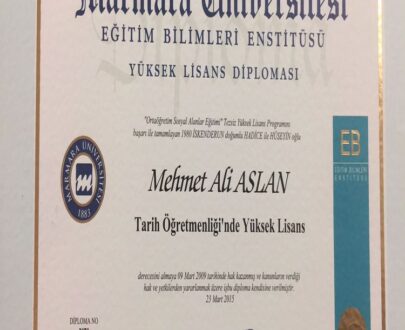 Marmara Üniversitesi
EĞİTİM BİLİMLERİ ENSTİTÜSÜ
YÜKSEK LİSANS DİPLOMASI
"Ortaöğretim Sosyal Alanlar Eğitimi" Tezsiz Yüksek Lisans Programını
başarı ile tamamlayan 1980 İSKENDERUN doğumlu HADİCE ile HÜSEYİN oğlu
MARMARA ÜNİVERSİTESİ
1883
EB
EĞİTİM BİLİMLERİ
ENSTİTÜSÜ
Mehmet Ali ASLAN
Tarih Öğretmenliği'nde Yüksek Lisans
derecesini almaya 09 Mart 2009 tarihinde hak kazanmış ve kanunların verdiği
hak ve yetkilerden yararlanmak üzere işbu diploma kendisine verilmiştir.
23 Mart 2015
DİPLOMA NO